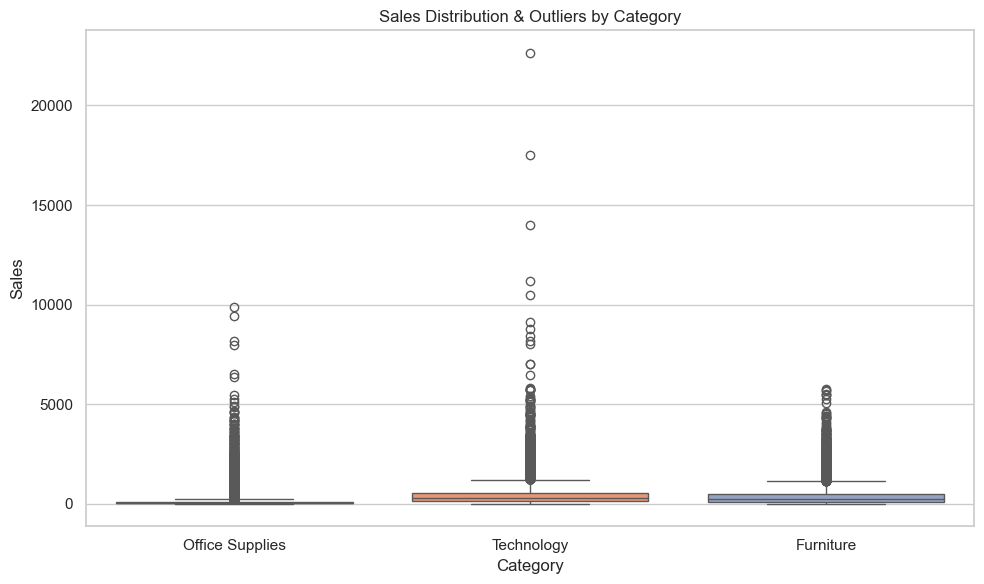 Sales Distribution & Outliers by Category
20000
15000
10000
5000
0
Sales
Office Supplies
Technology
Furniture
Category